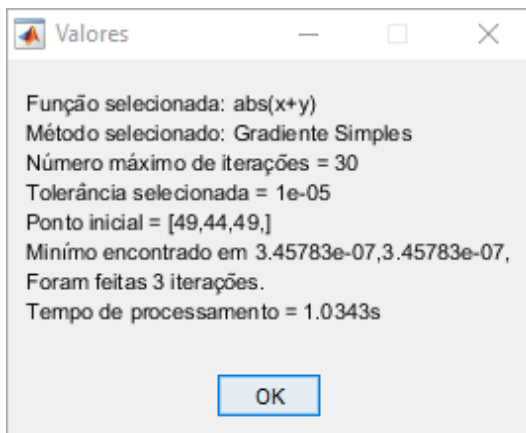 Valores
Função selecionada: abs(x+y)
Método selecionado: Gradiente Simples
Número máximo de iterações = 30
Tolerância selecionada = 1e-05
Ponto inicial = [49,44,49,]
Minímo encontrado em 3.45783e-07,3.45783e-07,
Foram feitas 3 iterações.
Tempo de processamento = 1.0343s
OK